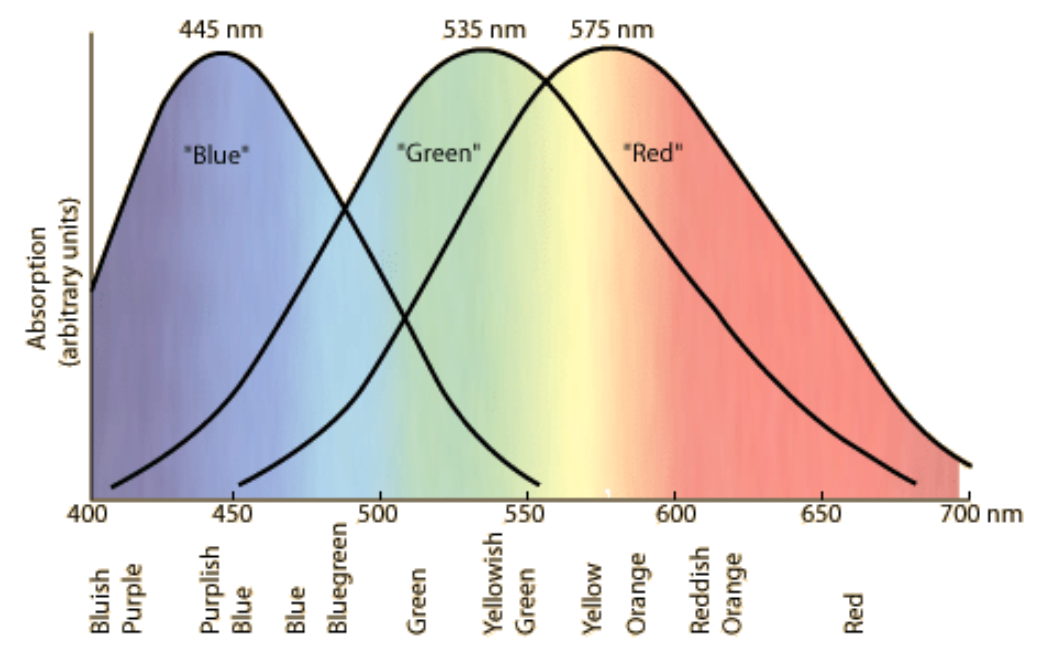 445 nm
535 nm
575 nm
"Blue"
"Green"
"Red"
Absorption
(arbitrary units)
400
450
500
550
600
650
700 nm
Bluish
Purple
Purplish
Blue
Blue
Bluegreen
Green
Yellowish
Green
Yellow
Orange
Reddish
Orange
Red